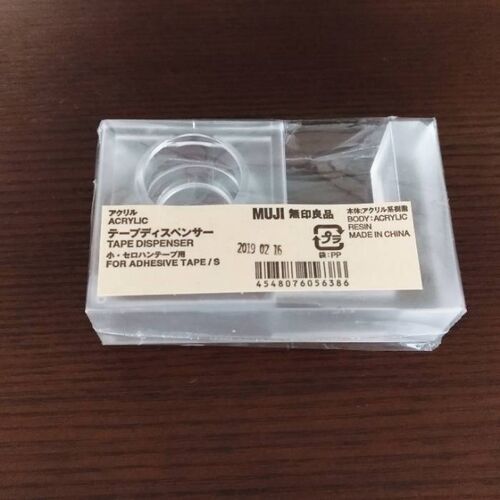 アクリル
ACRYLIC
テープディスペンサー
TAPE DISPENSER
小・セロハンテープ用
FOR ADHESIVE TAPE / S
MUJI 無印良品
2019 02 16
プラ
袋:PP
4548076056386
本体:アクリル系樹脂
BODY:ACRYLIC
RESIN
MADE IN CHINA